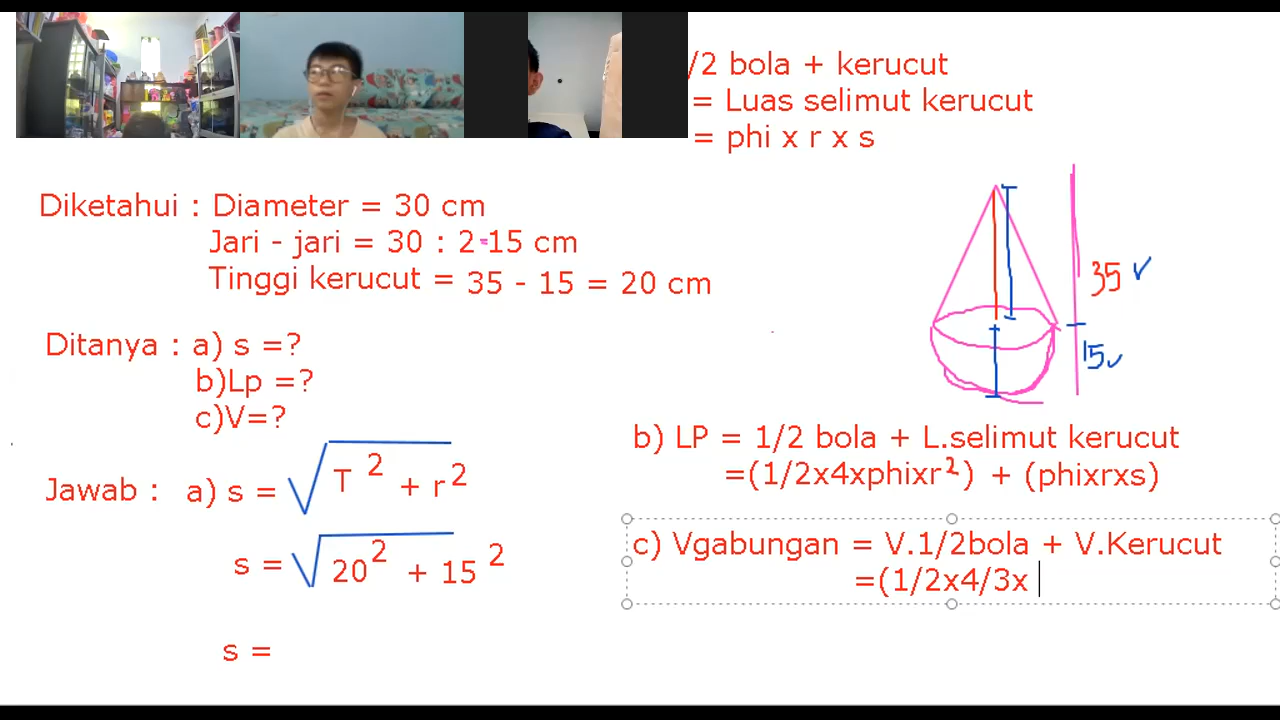 /2 bola + kerucut
= Luas selimut kerucut
= phi x r x s
Diketahui : Diameter = 30 cm
Jari - jari = 30 : 2 = 15 cm
Tinggi kerucut = 35 - 15 = 20 cm
35 ✓
15 ✓
Ditanya : a) s =?
b)Lp =?
c)V=?
Jawab : a) s = √T² + r²
s = √20² + 15²
s =
b) LP = 1/2 bola + L.selimut kerucut
=(1/2x4xphixr²) + (phixrxs)
c) Vgabungan = V.1/2bola + V.Kerucut
=(1/2x4/3x